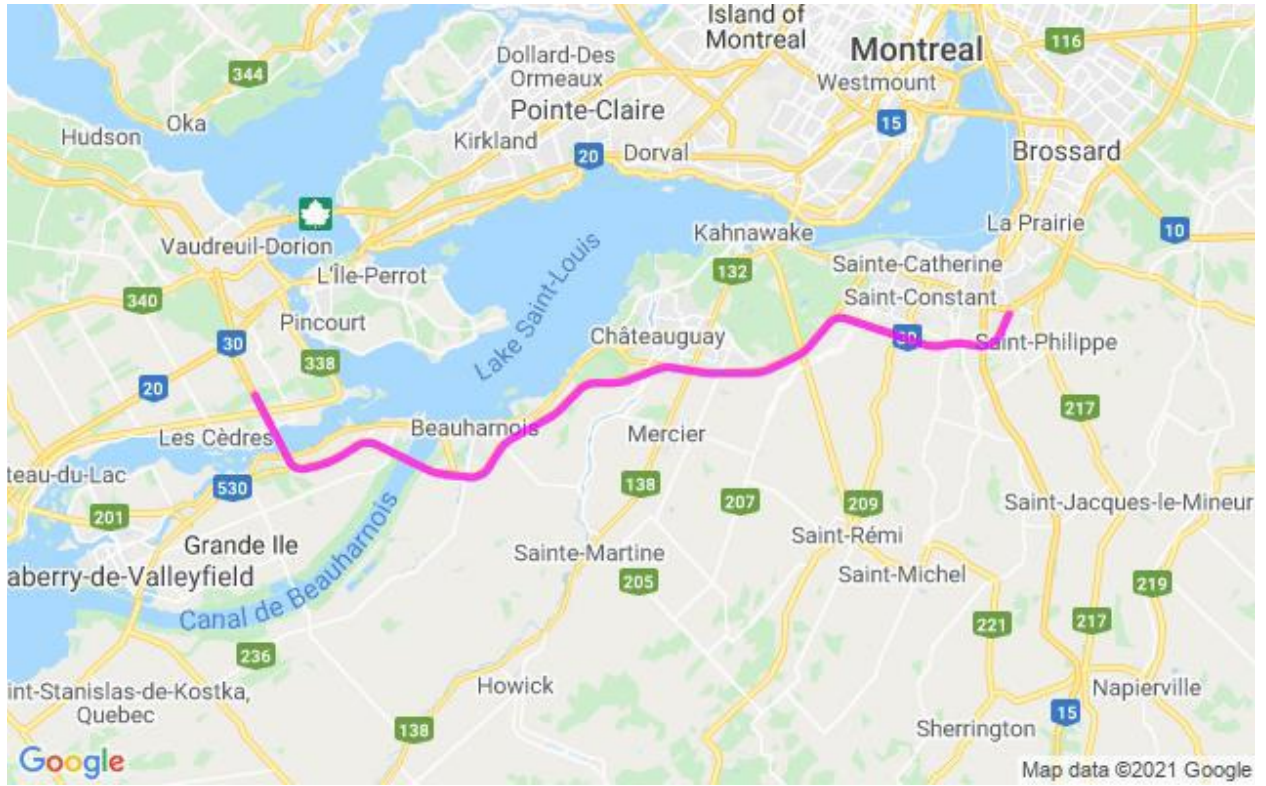 Island of
Montreal
Montreal
116
Dollard-Des
Ormeaux
344
Westmount
Pointe-Claire
15
Oka
Hudson
Kirkland
20
Dorval
Brossard
Vaudreuil-Dorion
Kahnawake
La Prairie
10
L'Île-Perrot
132
Sainte-Catherine
340
Lake Saint-Louis
Saint-Constant
Pincourt
30
Châteauguay
30
Saint-Philippe
338
20
217
Les Cèdres
Beauharnois
Mercier
teau-du-Lac
530
138
207
209
Saint-Jacques-le-Mineur
201
Grande Ile
Sainte-Martine
Saint-Rémi
aberry-de-Valleyfield
205
Saint-Michel
219
Canal de Beauharnois
221
217
236
int-Stanislas-de-Kostka,
Quebec
Howick
Napierville
138
Sherrington
15
Google
Map data ©2021 Google